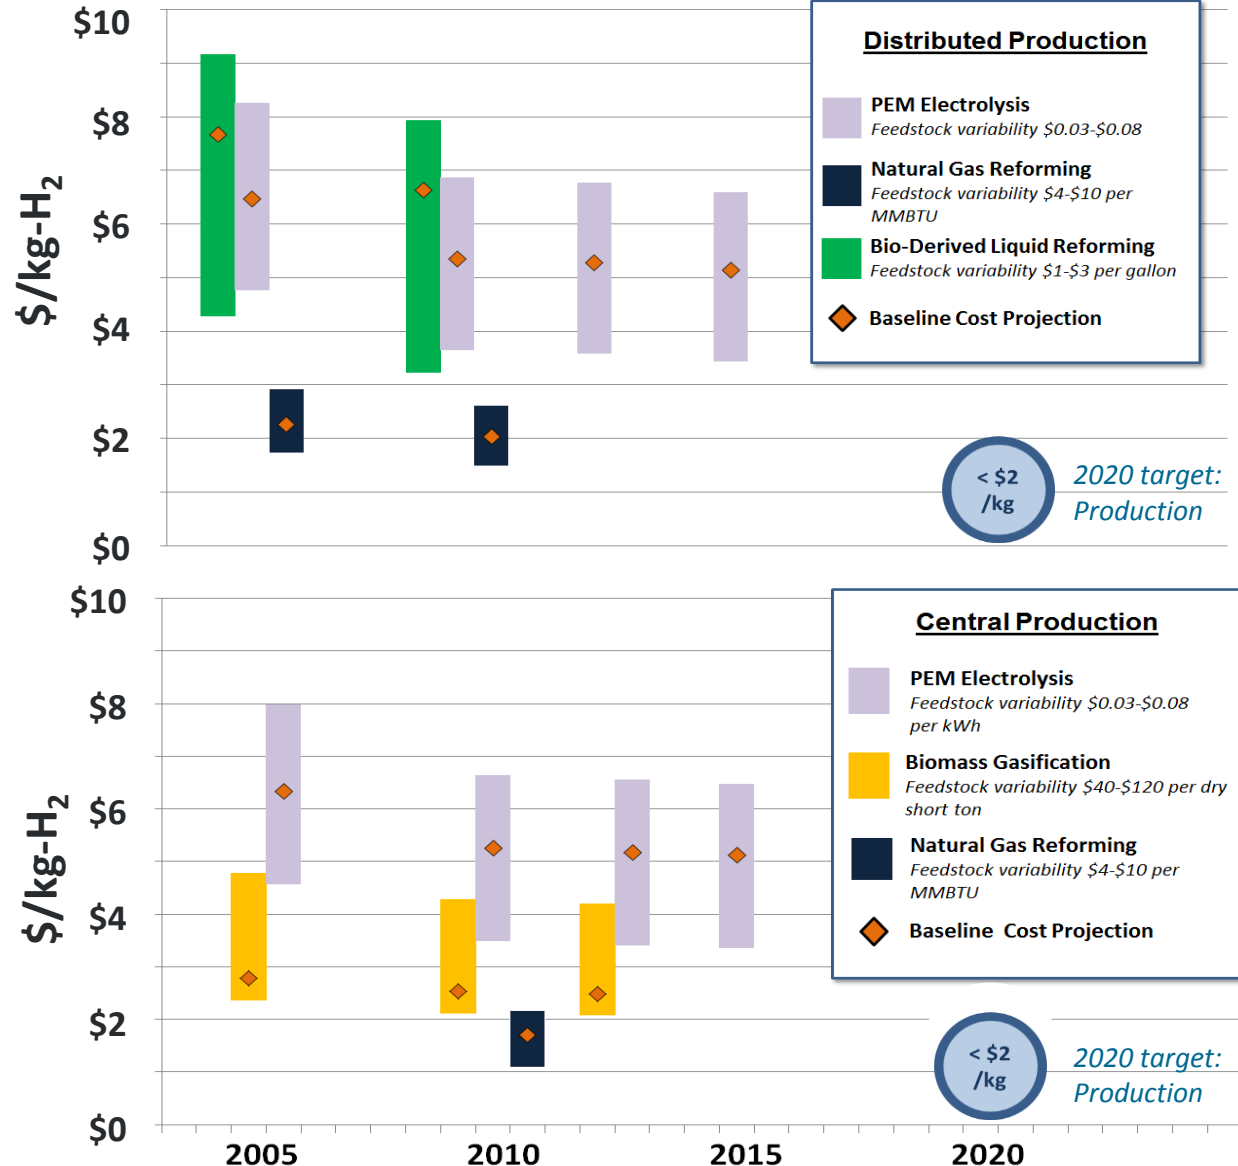 $10
$8
$6
$4
$2
$0
$/kg-H2
Distributed Production
PEM Electrolysis
Feedstock variability $0.03-$0.08
Natural Gas Reforming
Feedstock variability $4-$10 per
MMBTU
Bio-Derived Liquid Reforming
Feedstock variability $1-$3 per gallon
Baseline Cost Projection
< $2
/kg
2020 target:
Production
$10
$8
$6
$4
$2
$0
$/kg-H2
Central Production
PEM Electrolysis
Feedstock variability $0.03-$0.08
per kWh
Biomass Gasification
Feedstock variability $40-$120 per dry
short ton
Natural Gas Reforming
Feedstock variability $4-$10 per
MMBTU
Baseline Cost Projection
< $2
/kg
2020 target:
Production
2005 2010 2015 2020